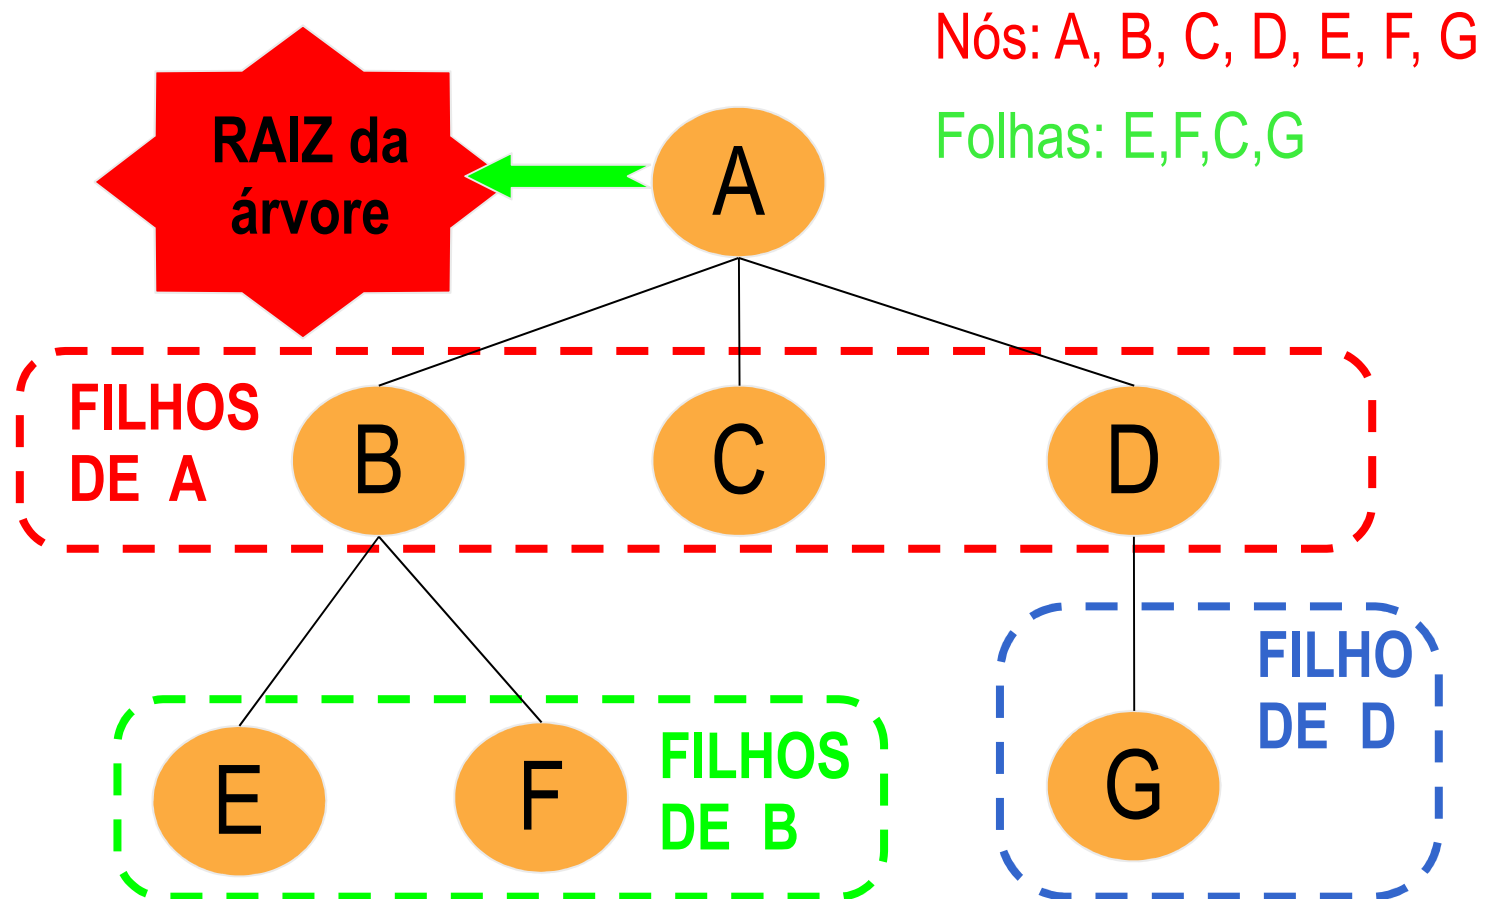 Nós: A, B, C, D, E, F, G
Folhas: E,F,C,G
RAIZ da
árvore
A
FILHOS
DE A
B
C
D
E
F
FILHOS
DE B
G
FILHO
DE D